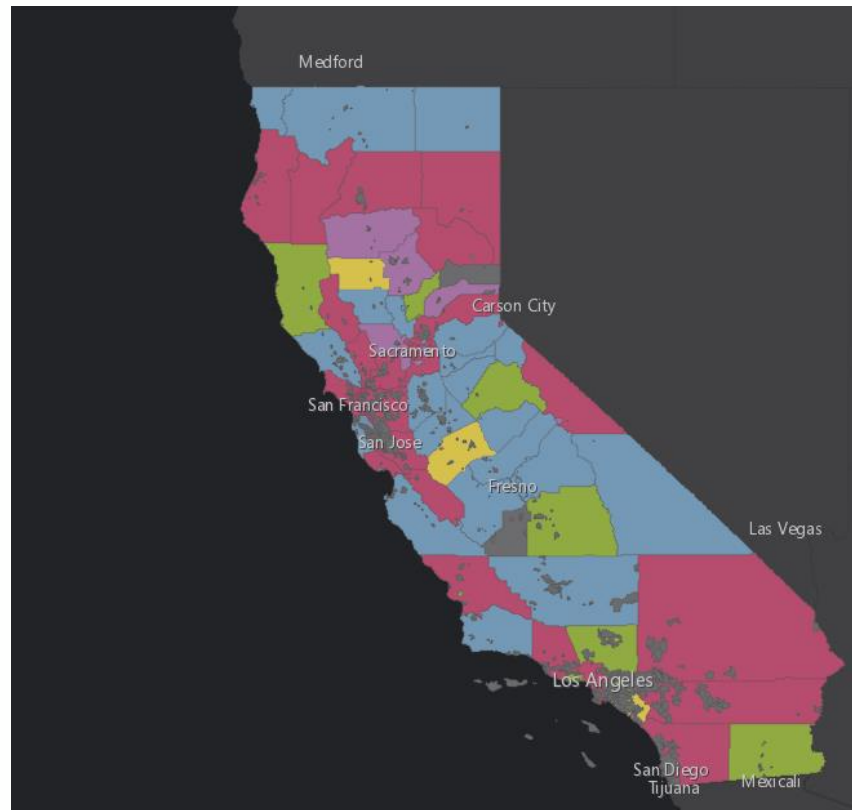 Medford
Carson City
Sacramento
San Francisco
San Jose
Fresno
Las Vegas
Los Angeles
San Diego
Tijuana
Mexicali